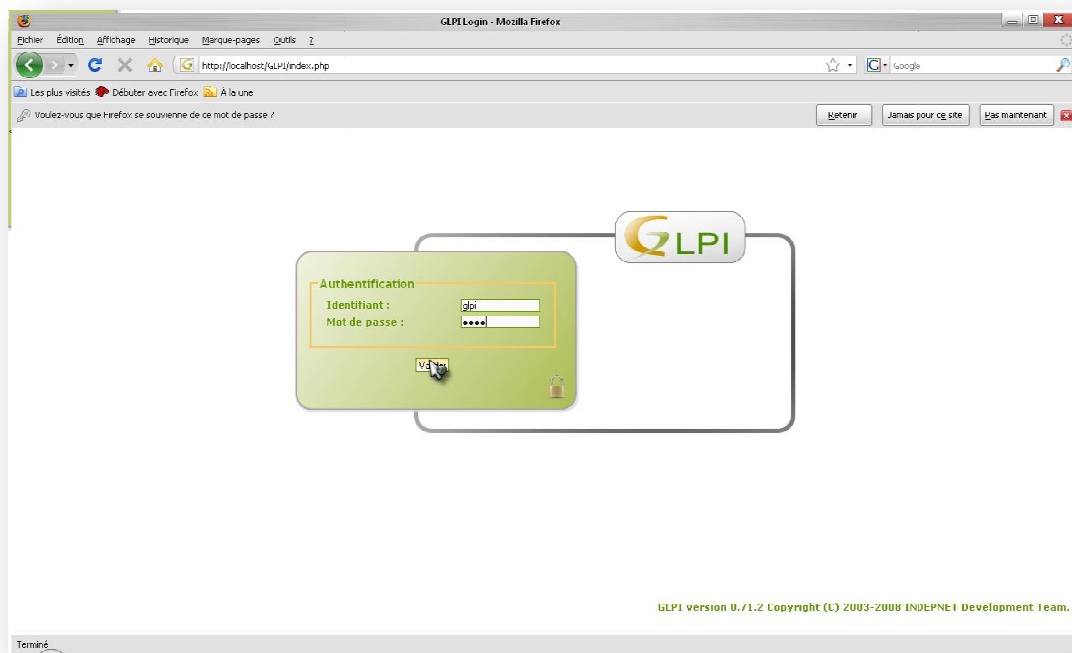 GLPI Login - Mozilla Firefox
Fichier Édition Affichage Historique Marque-pages Outils ?
http://localhost/GLPI/index.php
Google
Les plus visités Débuter avec Firefox À la une
Voulez-vous que Firefox se souvienne de ce mot de passe ?
Retenir Jamais pour ce site Pas maintenant
GLPI
Authentification
Identifiant : glpi
Mot de passe : ••••
GLPI version 0.71.2 Copyright (C) 2003-2008 INDEPNET Development Team.
Terminé